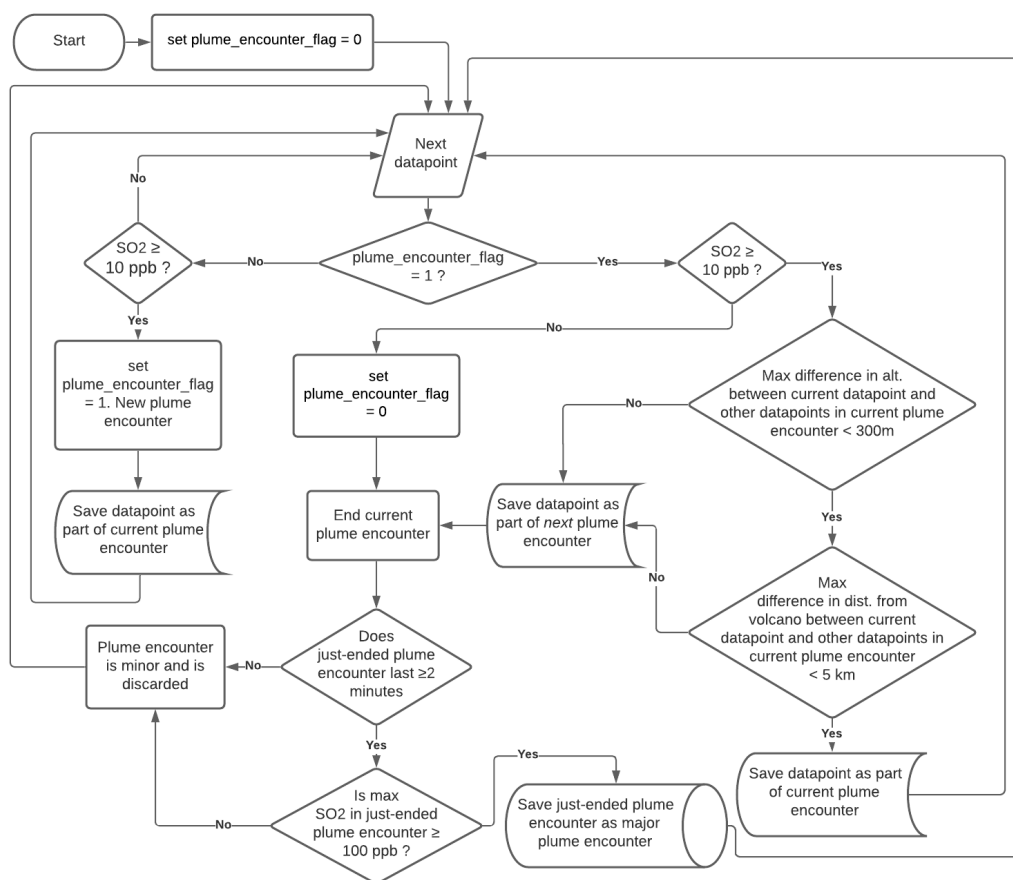 Start
set plume_encounter_flag = 0
Next
datapoint
No
SO2 ≥
10 ppb ?
No
plume_encounter_flag
= 1 ?
Yes
SO2 ≥
10 ppb ?
Yes
Yes
No
set
plume_encounter_flag
= 1. New plume
encounter
set
plume_encounter_flag
= 0
Max difference in alt.
between current datapoint and
other datapoints in current plume
encounter < 300m
No
Save datapoint as
part of current plume
encounter
End current
plume encounter
Save datapoint as
part of next plume
encounter
Yes
No
Max
difference in dist. from
volcano between current
datapoint and other datapoints in
current plume encounter
< 5 km
Plume encounter
is minor and is
discarded
No
Does
just-ended plume
encounter last ≥2
minutes
Yes
Yes
Yes
No
Is max
SO2 in just-ended
plume encounter ≥
100 ppb ?
Save just-ended plume
encounter as major
plume encounter
Save datapoint as part
of current plume
encounter